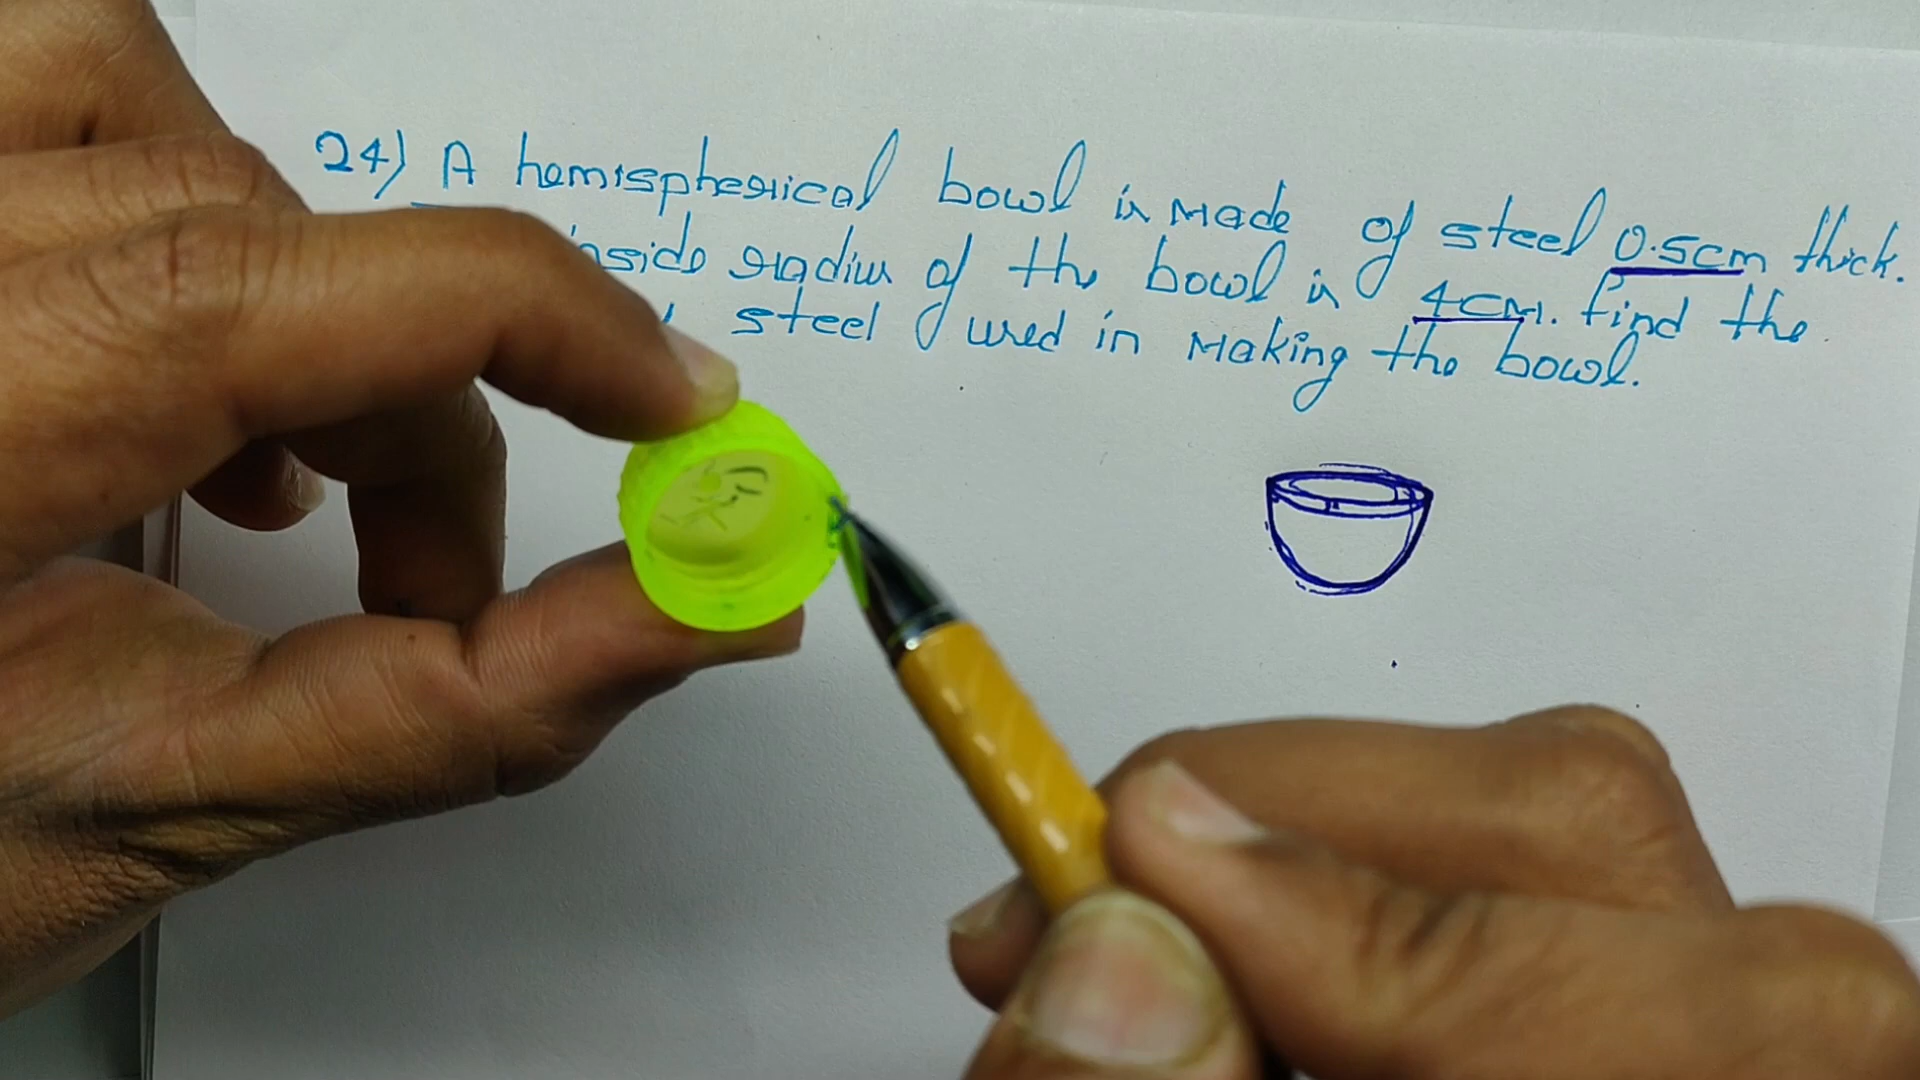 24) A hemispherical bowl is made of steel 0.5cm thick.
inside radius of the bowl is 4cm. find the
steel used in making the bowl.